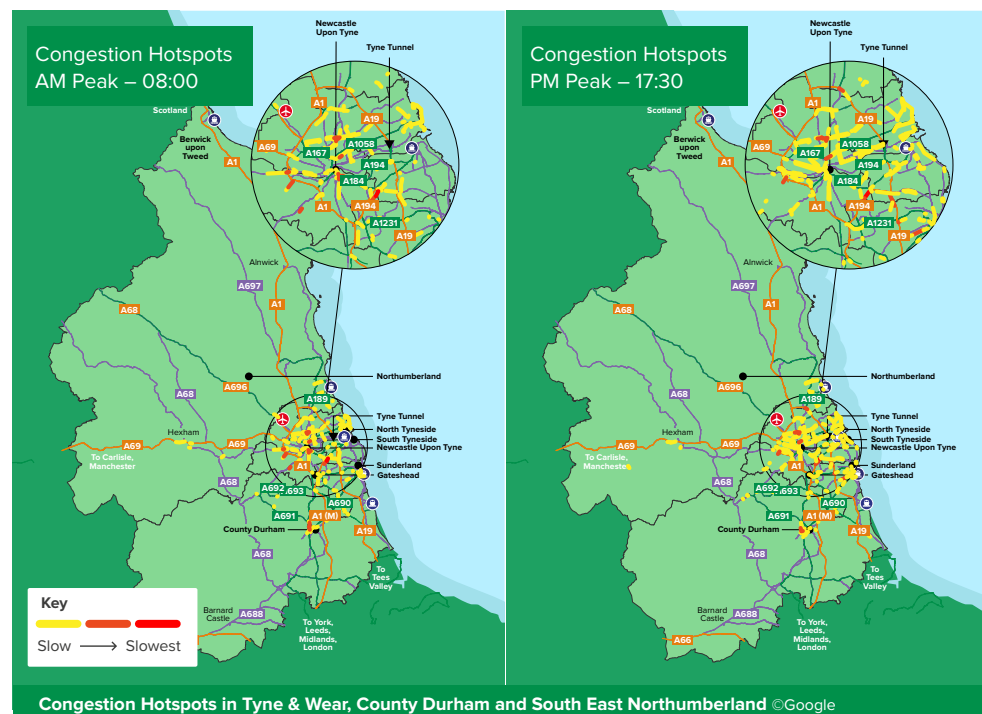 Congestion Hotspots
AM Peak – 08:00
Newcastle
Upon Tyne
Tyne Tunnel
Scotland
Berwick
upon
Tweed
A1
A1
A19
A69
A167
A1058
A194
A184
A1
A194
A1231
A19
Alnwick
A697
A1
A68
Northumberland
A696
A68
A189
Tyne Tunnel
North Tyneside
South Tyneside
Newcastle Upon Tyne
Hexham
A69
A69
To Carlisle,
Manchester
A1
Sunderland
Gateshead
A68
A692
A693
A690
A691
A1 (M)
County Durham
A19
A68
To
Tees
Valley
Key
Slow
Slowest
Barnard
Castle
A688
To York,
Leeds,
Midlands,
London
Congestion Hotspots
PM Peak – 17:30
Newcastle
Upon Tyne
Tyne Tunnel
Scotland
Berwick
upon
Tweed
A1
A1
A19
A69
A167
A1058
A194
A184
A1
A194
A1231
A19
Alnwick
A697
A1
A68
Northumberland
A696
A68
A189
Tyne Tunnel
North Tyneside
South Tyneside
Newcastle Upon Tyne
Hexham
A69
A69
To Carlisle,
Manchester
A1
Sunderland
Gateshead
A68
A692
A693
A690
A691
A1 (M)
County Durham
A19
A68
To
Tees
Valley
Barnard
Castle
A688
A66
To York,
Leeds,
Midlands,
London
Congestion Hotspots in Tyne & Wear, County Durham and South East Northumberland ©Google